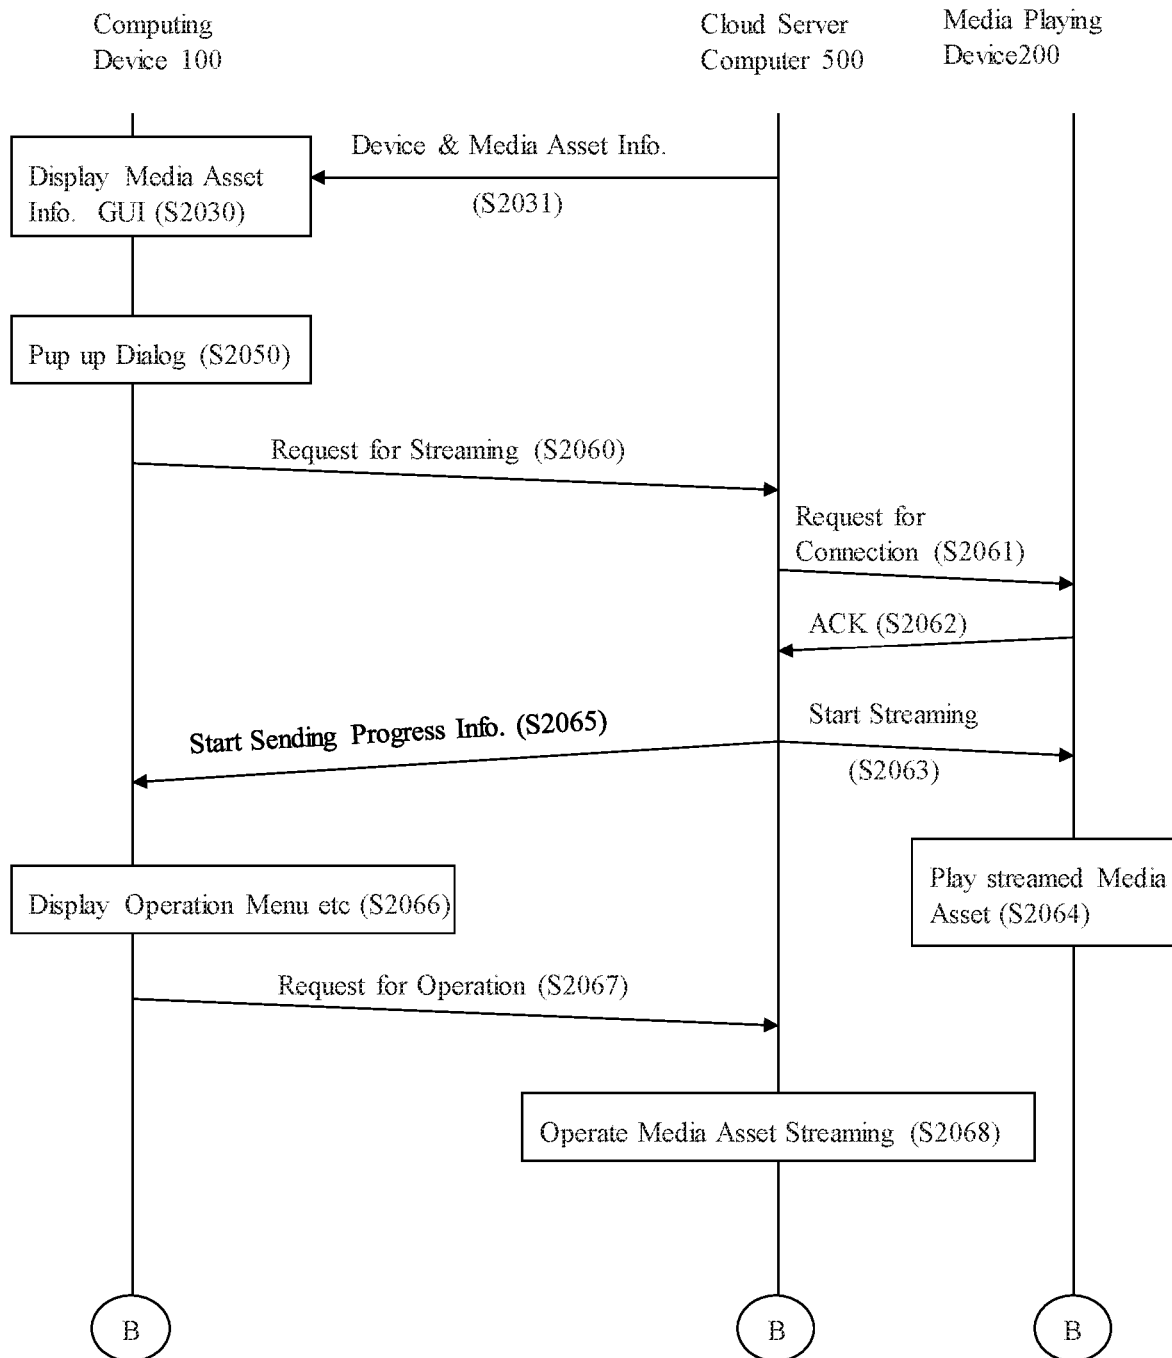 Computing
Device 100
Cloud Server
Computer 500
Media Playing
Device200
Device & Media Asset Info.
(S2031)
Display Media Asset
Info. GUI (S2030)
Pup up Dialog (S2050)
Request for Streaming (S2060)
Request for
Connection (S2061)
ACK (S2062)
Start Sending Progress Info. (S2065)
Start Streaming
(S2063)
Play streamed Media
Asset (S2064)
Display Operation Menu etc (S2066)
Request for Operation (S2067)
Operate Media Asset Streaming (S2068)
B
B
B